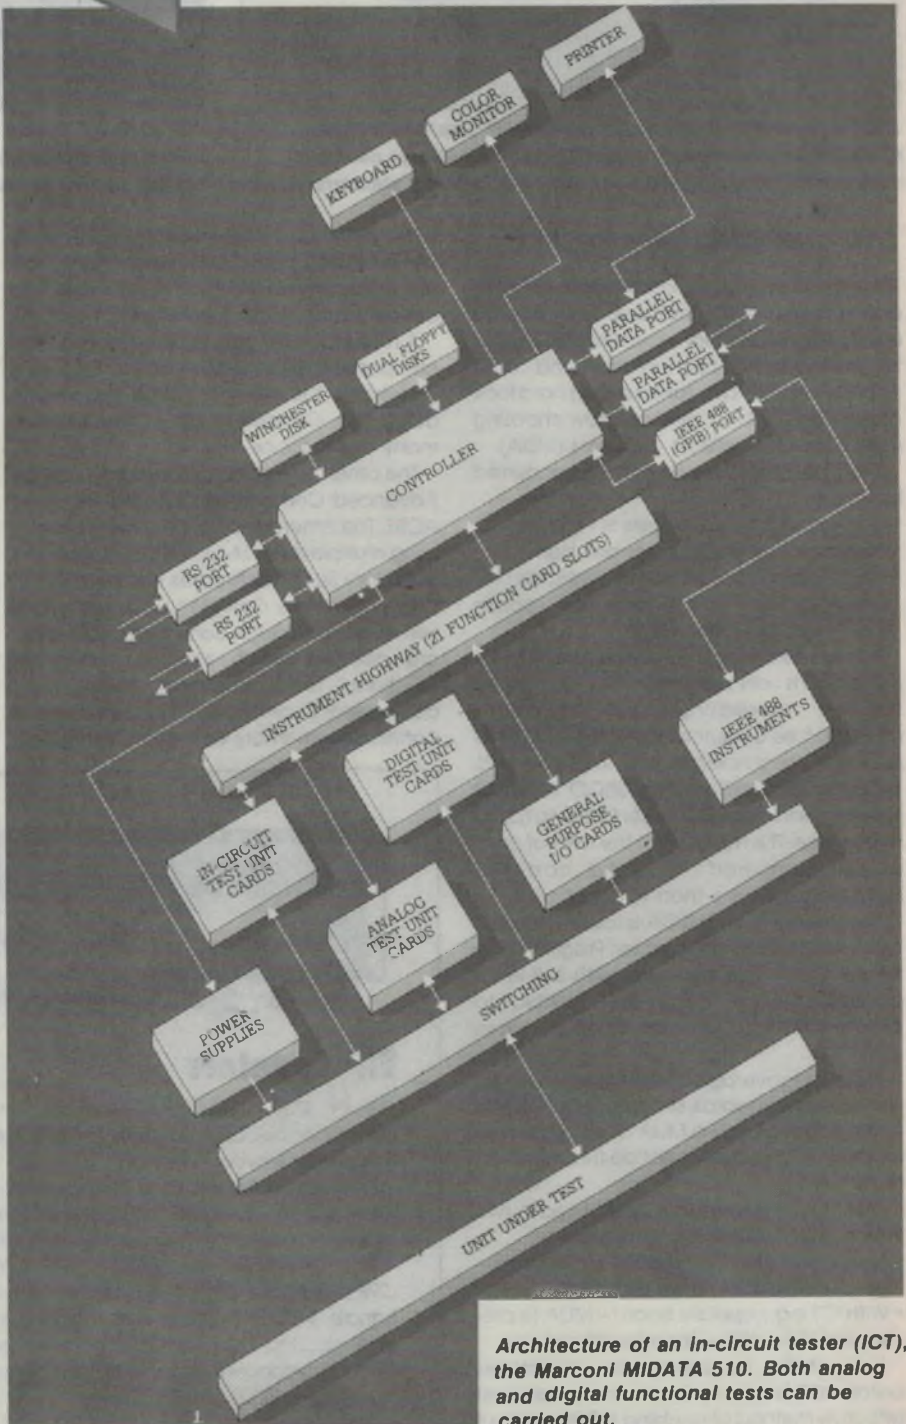 PRINTER
COLOR
MONITOR
KEYBOARD
PARALLEL
DATA PORT
PARALLEL
DATA PORT
IEEE 488
(GPIB) PORT
DUAL FLOPPY
DISKS
WINCHESTER
DISK
CONTROLLER
RS 232
PORT
RS 232
PORT
INSTRUMENT HIGHWAY (21 FUNCTION CARD SLOTS)
IEEE 488
INSTRUMENTS
DIGITAL
TEST UNIT
CARDS
GENERAL
PURPOSE
I/O CARDS
IN-CIRCUIT
TEST UNIT
CARDS
ANALOG
TEST UNIT
CARDS
POWER
SUPPLIES
SWITCHING
UNIT UNDER TEST
1
Architecture of an in-circuit tester (ICT),
the Marconi MIDATA 510. Both analog
and digital functional tests can be
carried out.